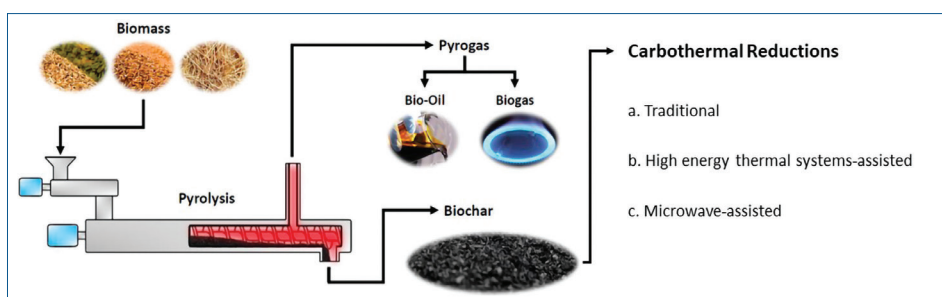 Biomass
Pyrogas
Bio-Oil
Biogas
Pyrolysis
Biochar
Carbothermal Reductions
a. Traditional
b. High energy thermal systems-assisted
c. Microwave-assisted